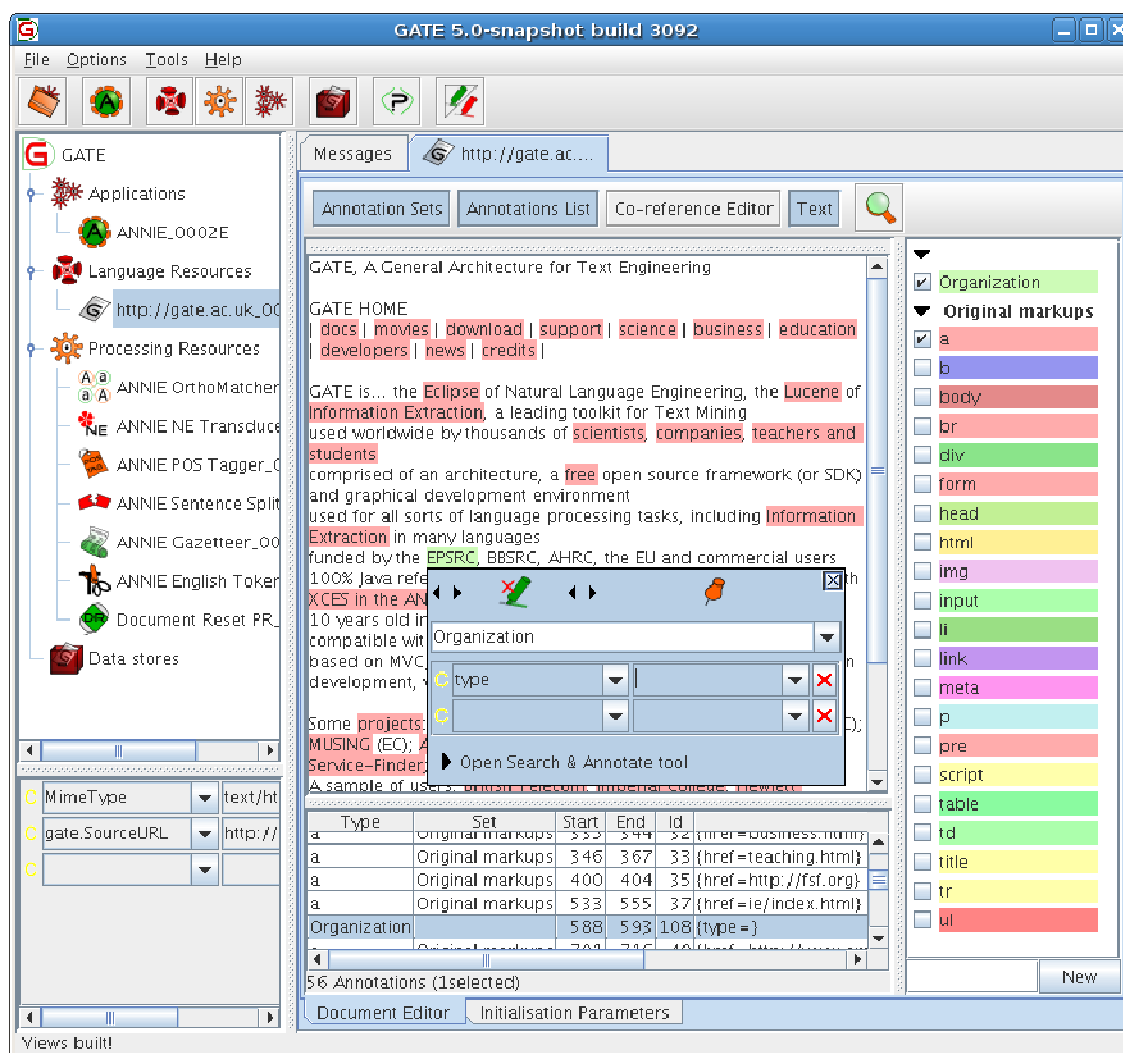 GATE 5.0-snapshot build 3092
File Options Tools Help
GATE
Applications
ANNIE_0002E
Language Resources
http://gate.ac.uk_00
Processing Resources
ANNIE OrthoMatcher
ANNIE NE Transduce
ANNIE POS Tagger_0
ANNIE Sentence Split
ANNIE Gazetteer_00
ANNIE English Token
Document Reset PR_
Data stores
MimeType text/ht
gate.SourceURL http://
Messages http://gate.ac....
Annotation Sets Annotations List Co-reference Editor Text
GATE, A General Architecture for Text Engineering
GATE HOME
| docs | movies | download | support | science | business | education
| developers | news | credits |
GATE is... the Eclipse of Natural Language Engineering, the Lucene of
Information Extraction, a leading toolkit for Text Mining
used worldwide by thousands of scientists, companies, teachers and
students
comprised of an architecture, a free open source framework (or SDK)
and graphical development environment
used for all sorts of language processing tasks, including Information
Extraction in many languages
funded by the EPSRC, BBSRC, AHRC, the EU and commercial users
100% Java
XCES in the
10 years old
compatible
based on MVC,
development,
Some projects
MUSING (EC);
Service-Finder
A sample of users: British Telecom, Imperial College, Hewlett
Organization
type
Open Search & Annotate tool
Type Set Start End Id
a Original markups 333 344 32 {href=business.html}
a Original markups 346 367 33 {href=teaching.html}
a Original markups 400 404 35 {href=http://fsf.org}
a Original markups 533 555 37 {href=ie/index.html}
Organization 588 593 108 {type=}
56 Annotations (1selected)
Document Editor Initialisation Parameters
Organization
Original markups
a
b
body
br
div
form
head
html
img
input
li
link
meta
p
pre
script
table
td
title
tr
ul
New
Views built!